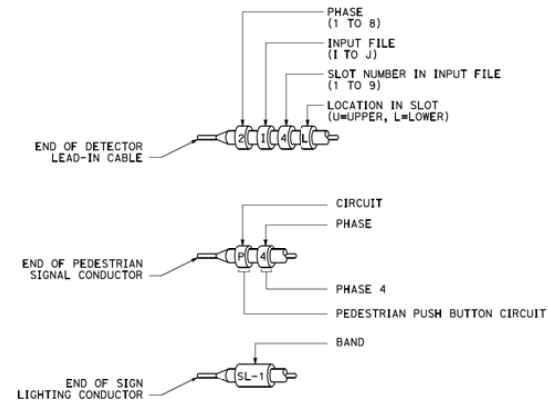 PHASE
(1 TO 8)
INPUT FILE
(I TO J)
SLOT NUMBER IN INPUT FILE
(1 TO 9)
LOCATION IN SLOT
(U=UPPER, L=LOWER)
2 I 4 L
END OF DETECTOR
LEAD-IN CABLE
CIRCUIT
PHASE
P 4
END OF PEDESTRIAN
SIGNAL CONDUCTOR
PHASE 4
PEDESTRIAN PUSH BUTTON CIRCUIT
BAND
SL-1
END OF SIGN
LIGHTING CONDUCTOR